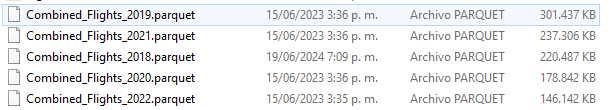 Combined_Flights_2019.parquet 15/06/2023 3:36 p. m. Archivo PARQUET 301.437 KB
Combined_Flights_2021.parquet 15/06/2023 3:36 p. m. Archivo PARQUET 237.306 KB
Combined_Flights_2018.parquet 19/06/2024 7:09 p. m. Archivo PARQUET 220.487 KB
Combined_Flights_2020.parquet 15/06/2023 3:36 p. m. Archivo PARQUET 178.842 KB
Combined_Flights_2022.parquet 15/06/2023 3:35 p. m. Archivo PARQUET 146.142 KB